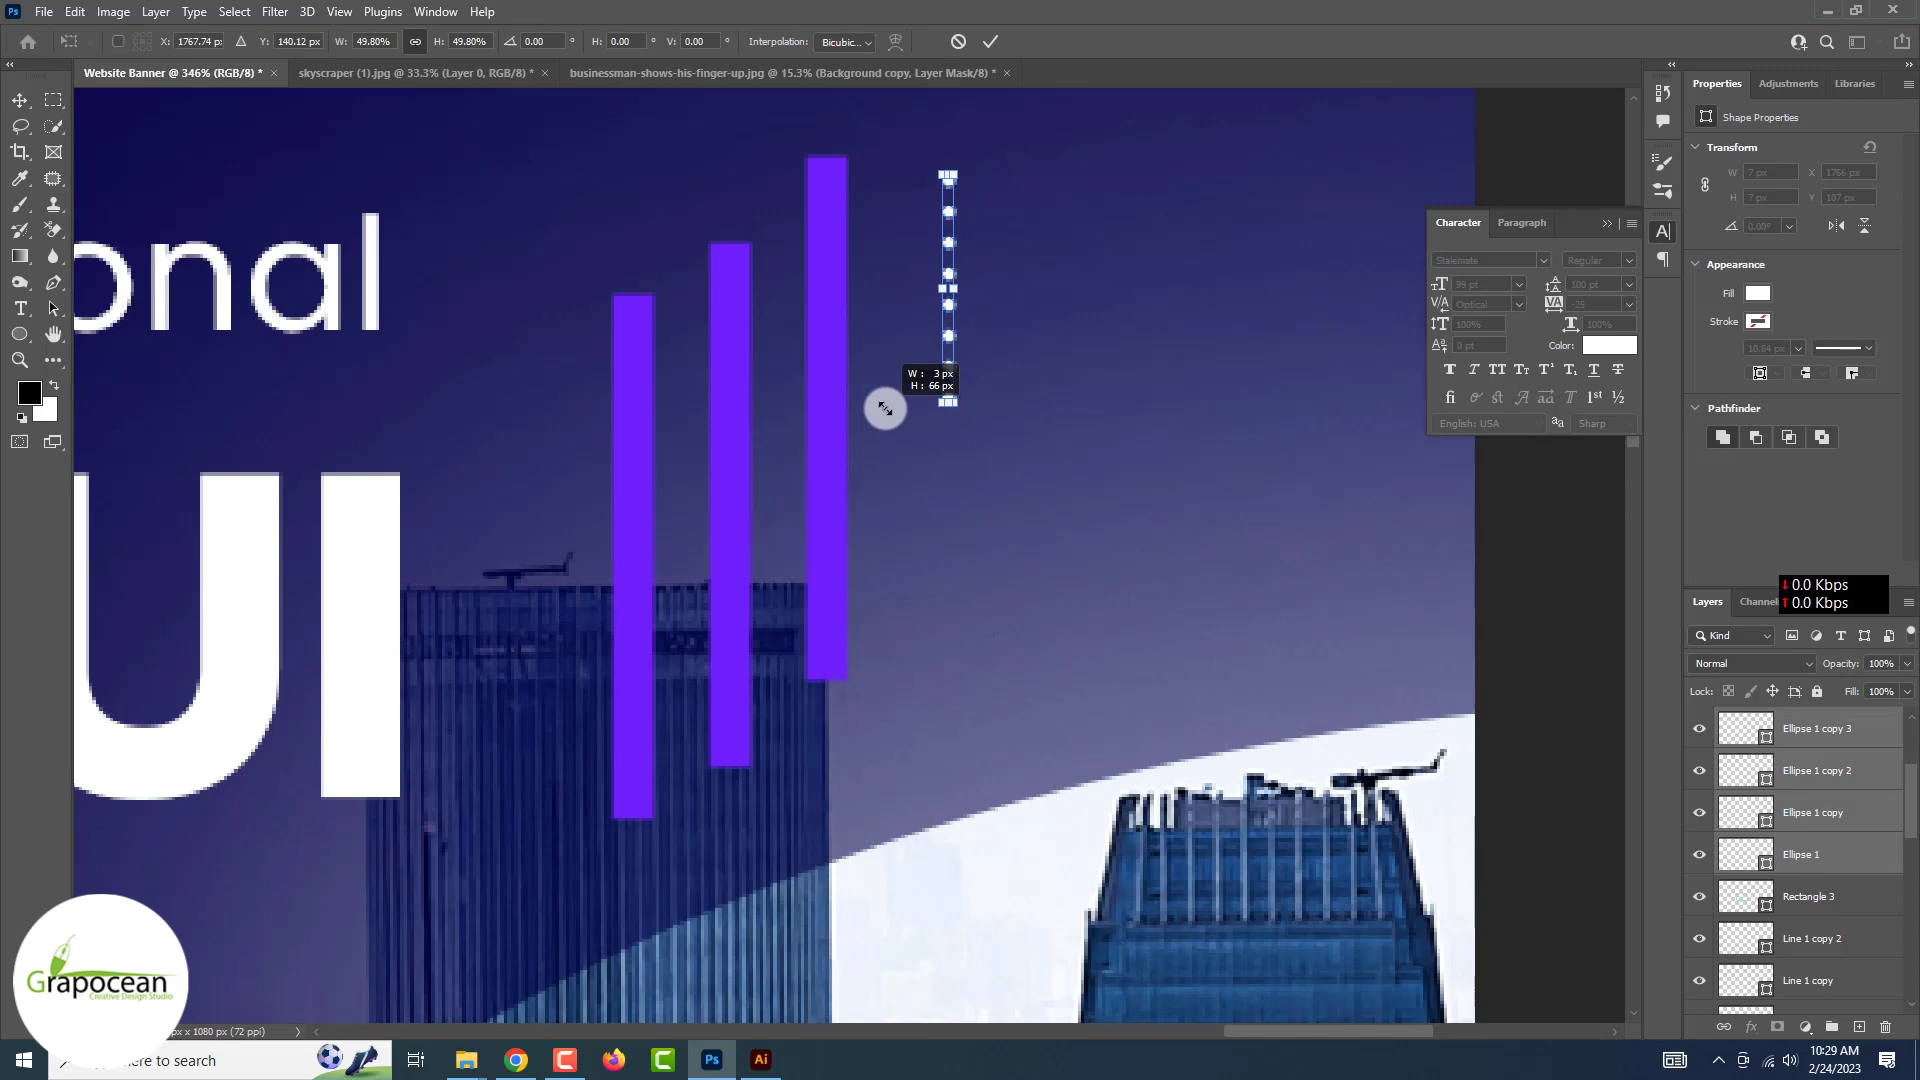 Ps File Edit Image Layer Type Select Filter 3D View Plugins Window Help
X: 1767.74 p: Y: 140.12 px W: 49.80% H: 49.80% 0.00 ° H: 0.00 ° V: 0.00 ° Interpolation: Bicubic...
Website Banner @ 346% (RGB/8) * × skyscraper (1).jpg @ 33.3% (Layer 0, RGB/8) * × businessman-shows-his-finger-up.jpg @ 15.3% (Background copy, Layer Mask/8) * ×
Properties Adjustments Libraries
Shape Properties
Transform
W 7 px X 1766 px
H 7 px Y 107 px
0.00°
Appearance
Fill
Stroke
10.84 px
Pathfinder
Character Paragraph
Stalemate Regular
99 pt 100 pt
Optical -25
100% 100%
0 pt Color:
English: USA aa Sharp
onal
UI
W : 3 px
H : 66 px
0.0 Kbps
0.0 Kbps
Layers Channel
Kind
Normal Opacity: 100%
Lock: Fill: 100%
Ellipse 1 copy 3
Ellipse 1 copy 2
Ellipse 1 copy
Ellipse 1
Rectangle 3
Line 1 copy 2
Line 1 copy
Grapocean
Creative Design Studio
px x 1080 px (72 ppi)
here to search
Ps Ai
10:29 AM
2/24/2023